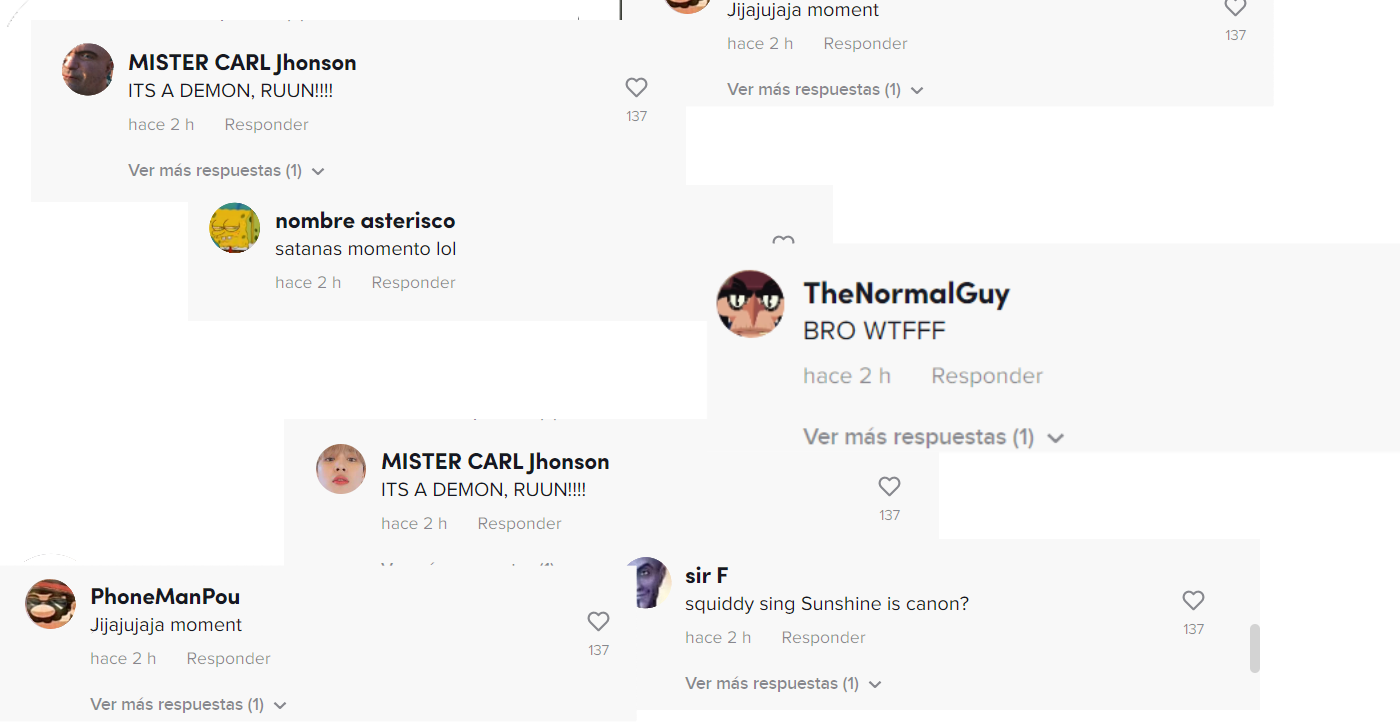 Jijajujaja moment
hace 2 h Responder
137
Ver más respuestas (1)
MISTER CARL Jhonson
ITS A DEMON, RUUN!!!!
137
hace 2 h Responder
Ver más respuestas (1)
nombre asterisco
satanas momento lol
hace 2 h Responder
TheNormalGuy
BRO WTFFF
hace 2 h Responder
Ver más respuestas (1)
MISTER CARL Jhonson
ITS A DEMON, RUUN!!!!
137
hace 2 h Responder
PhoneManPou
Jijajujaja moment
137
hace 2 h Responder
Ver más respuestas (1)
sir F
squiddy sing Sunshine is canon?
137
hace 2 h Responder
Ver más respuestas (1)